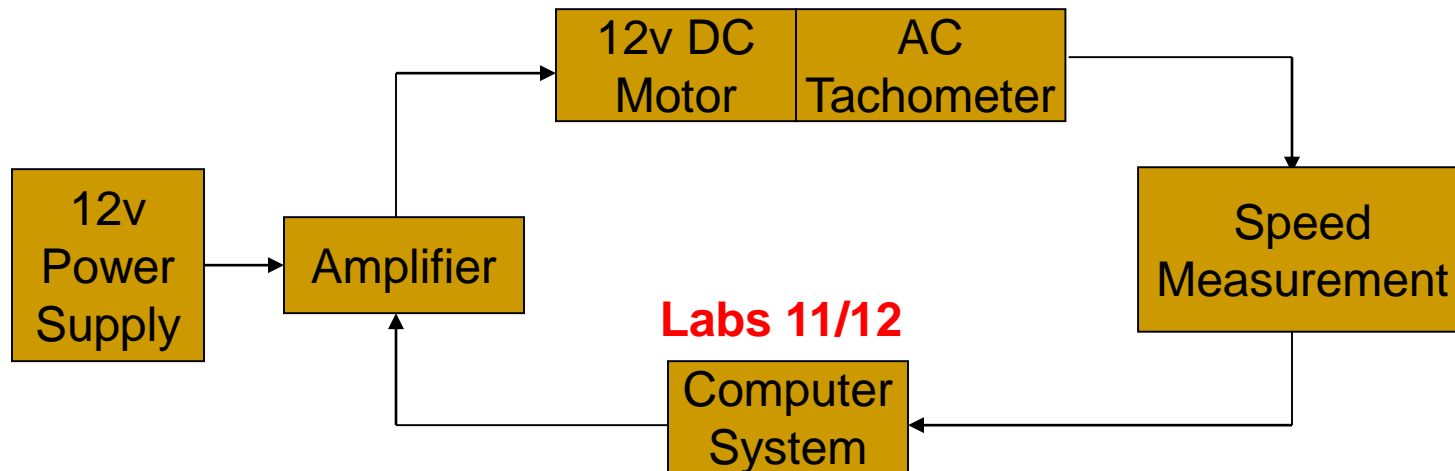 12v DC
Motor
AC
Tachometer
12v
Power
Supply
Amplifier
Speed
Measurement
Labs 11/12
Computer
System